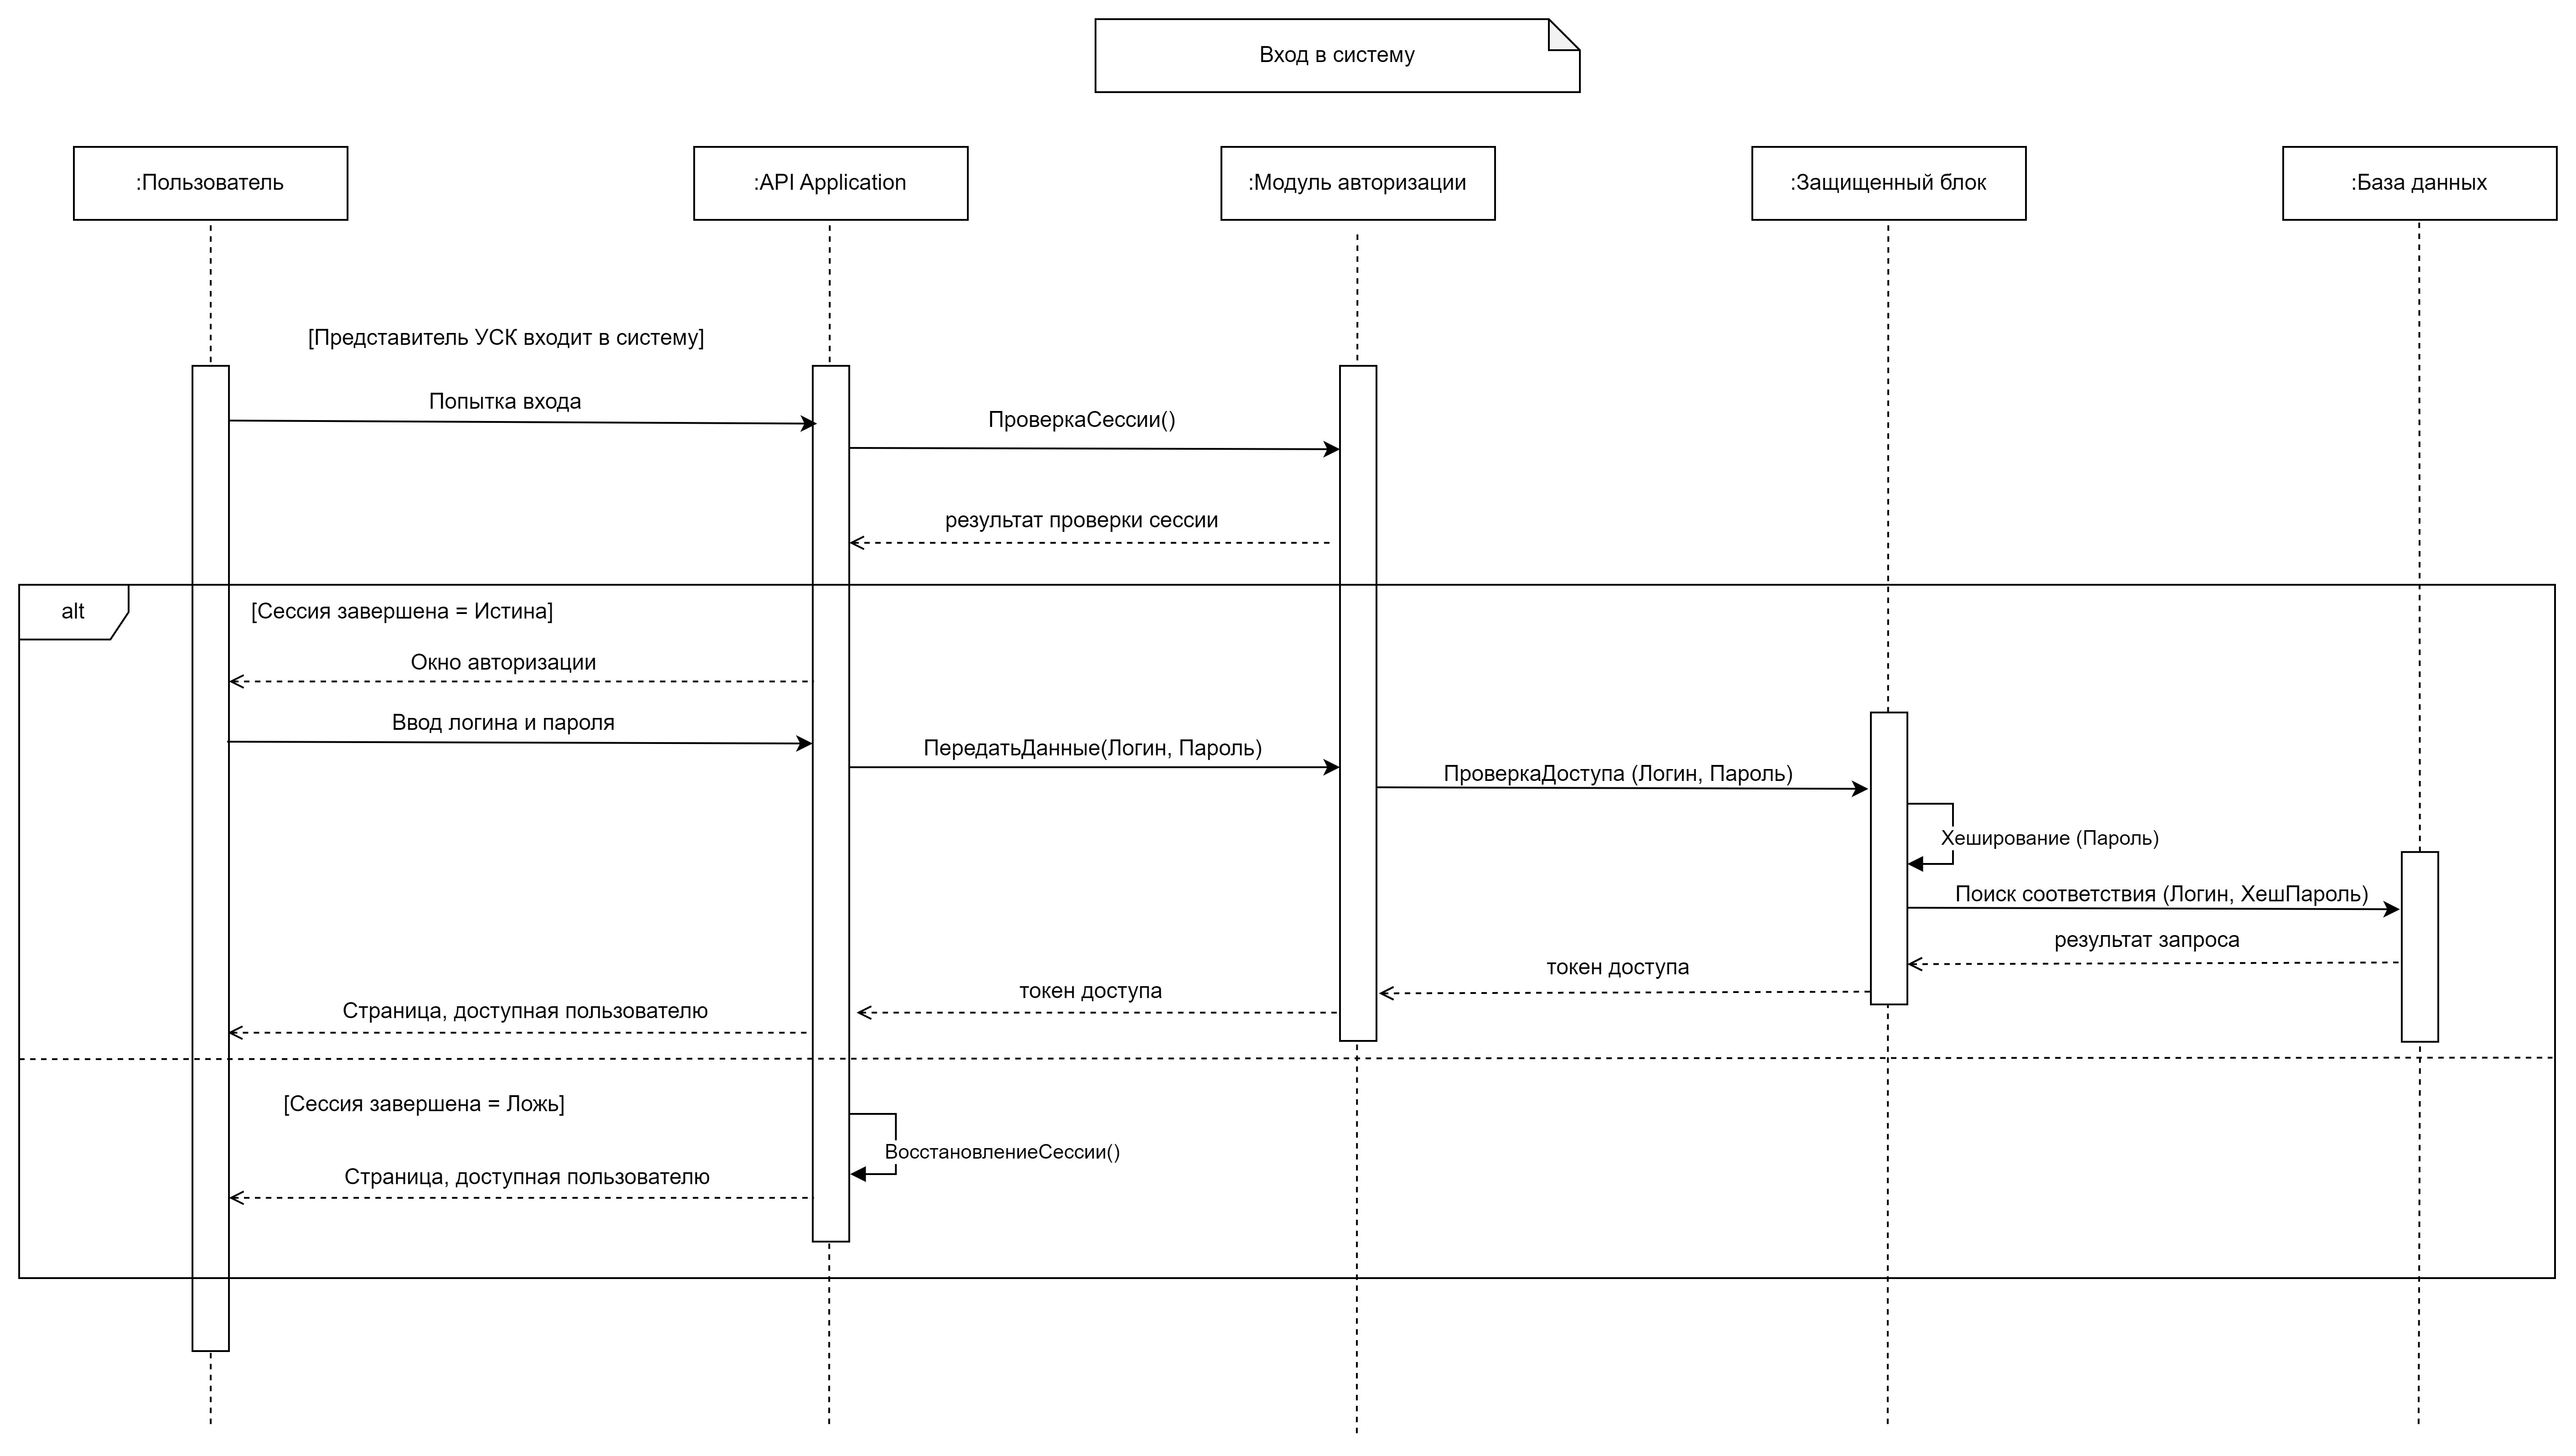 Вход в систему
:Пользователь
:API Application
:Модуль авторизации
:Защищенный блок
:База данных
[Представитель УСК входит в систему]
Попытка входа
ПроверкаСессии()
результат проверки сессии
alt
[Сессия завершена = Истина]
Окно авторизации
Ввод логина и пароля
ПередатьДанные(Логин, Пароль)
ПроверкаДоступа (Логин, Пароль)
Хеширование (Пароль)
Поиск соответствия (Логин, ХешПароль)
результат запроса
токен доступа
токен доступа
Страница, доступная пользователю
[Сессия завершена = Ложь]
ВосстановлениеСессии()
Страница, доступная пользователю